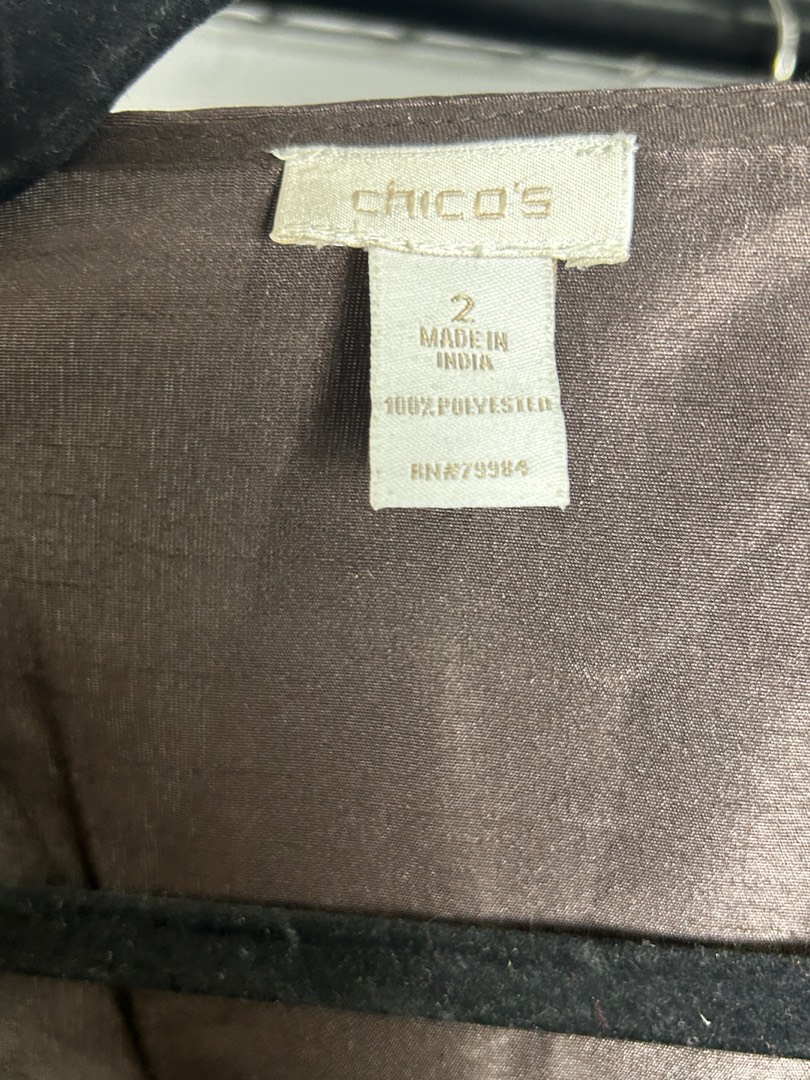 chico's
2
MADE IN
INDIA
100% POLYESTER
RN#79984